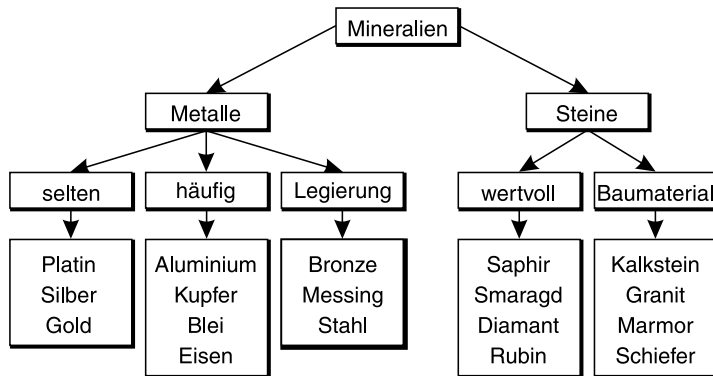 Mineralien
Metalle
Steine
selten
häufig
Legierung
wertvoll
Baumaterial
Platin
Silber
Gold
Aluminium
Kupfer
Blei
Eisen
Bronze
Messing
Stahl
Saphir
Smaragd
Diamant
Rubin
Kalkstein
Granit
Marmor
Schiefer